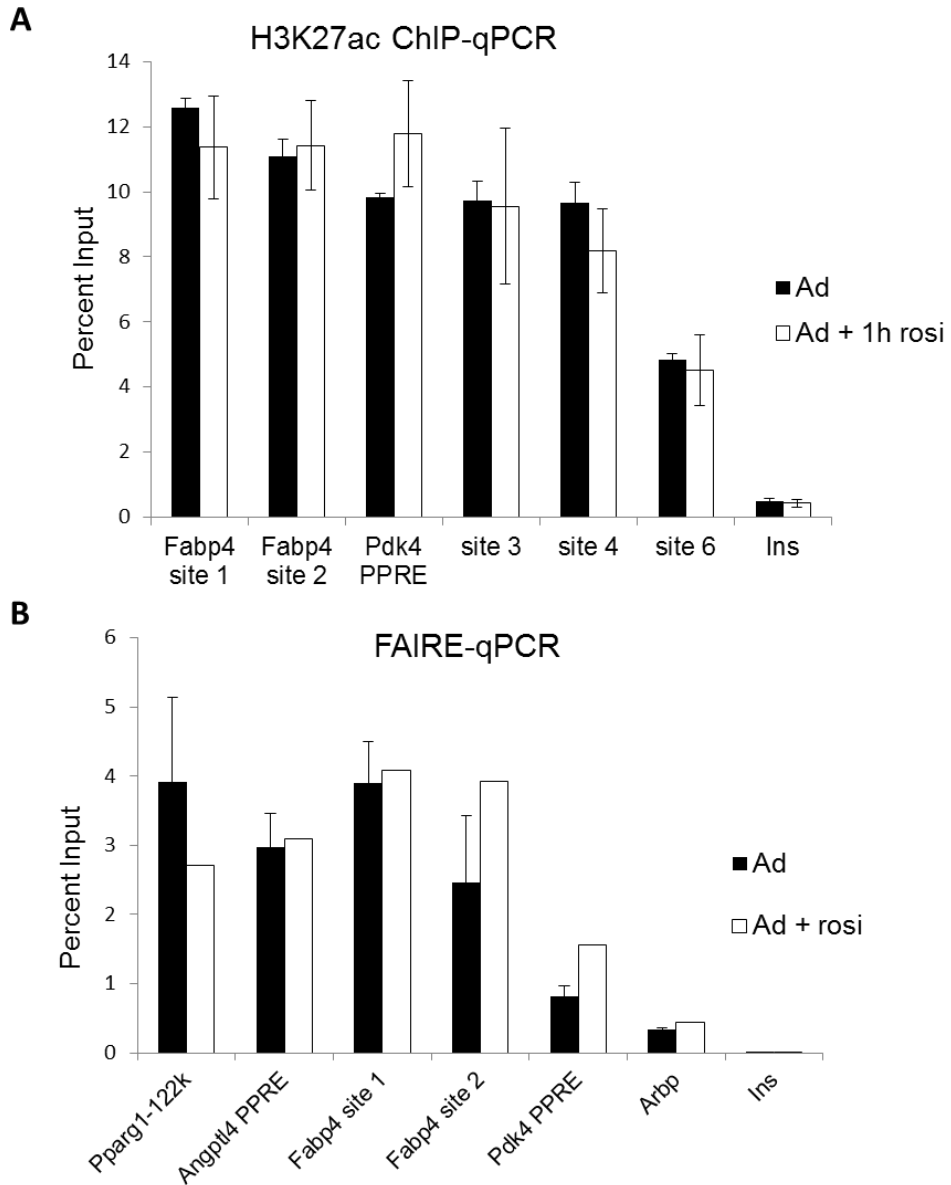 A
H3K27ac ChIP-qPCR
14
12
10
8
6
4
2
0
Percent Input
Ad
Ad + 1h rosi
Fabp4 site 1
Fabp4 site 2
Pdk4 PPRE
site 3
site 4
site 6
Ins
B
FAIRE-qPCR
6
5
4
3
2
1
0
Percent Input
Ad
Ad + rosi
Pparg1-122k
Angptl4 PPRE
Fabp4 site 1
Fabp4 site 2
Pdk4 PPRE
Arbp
Ins